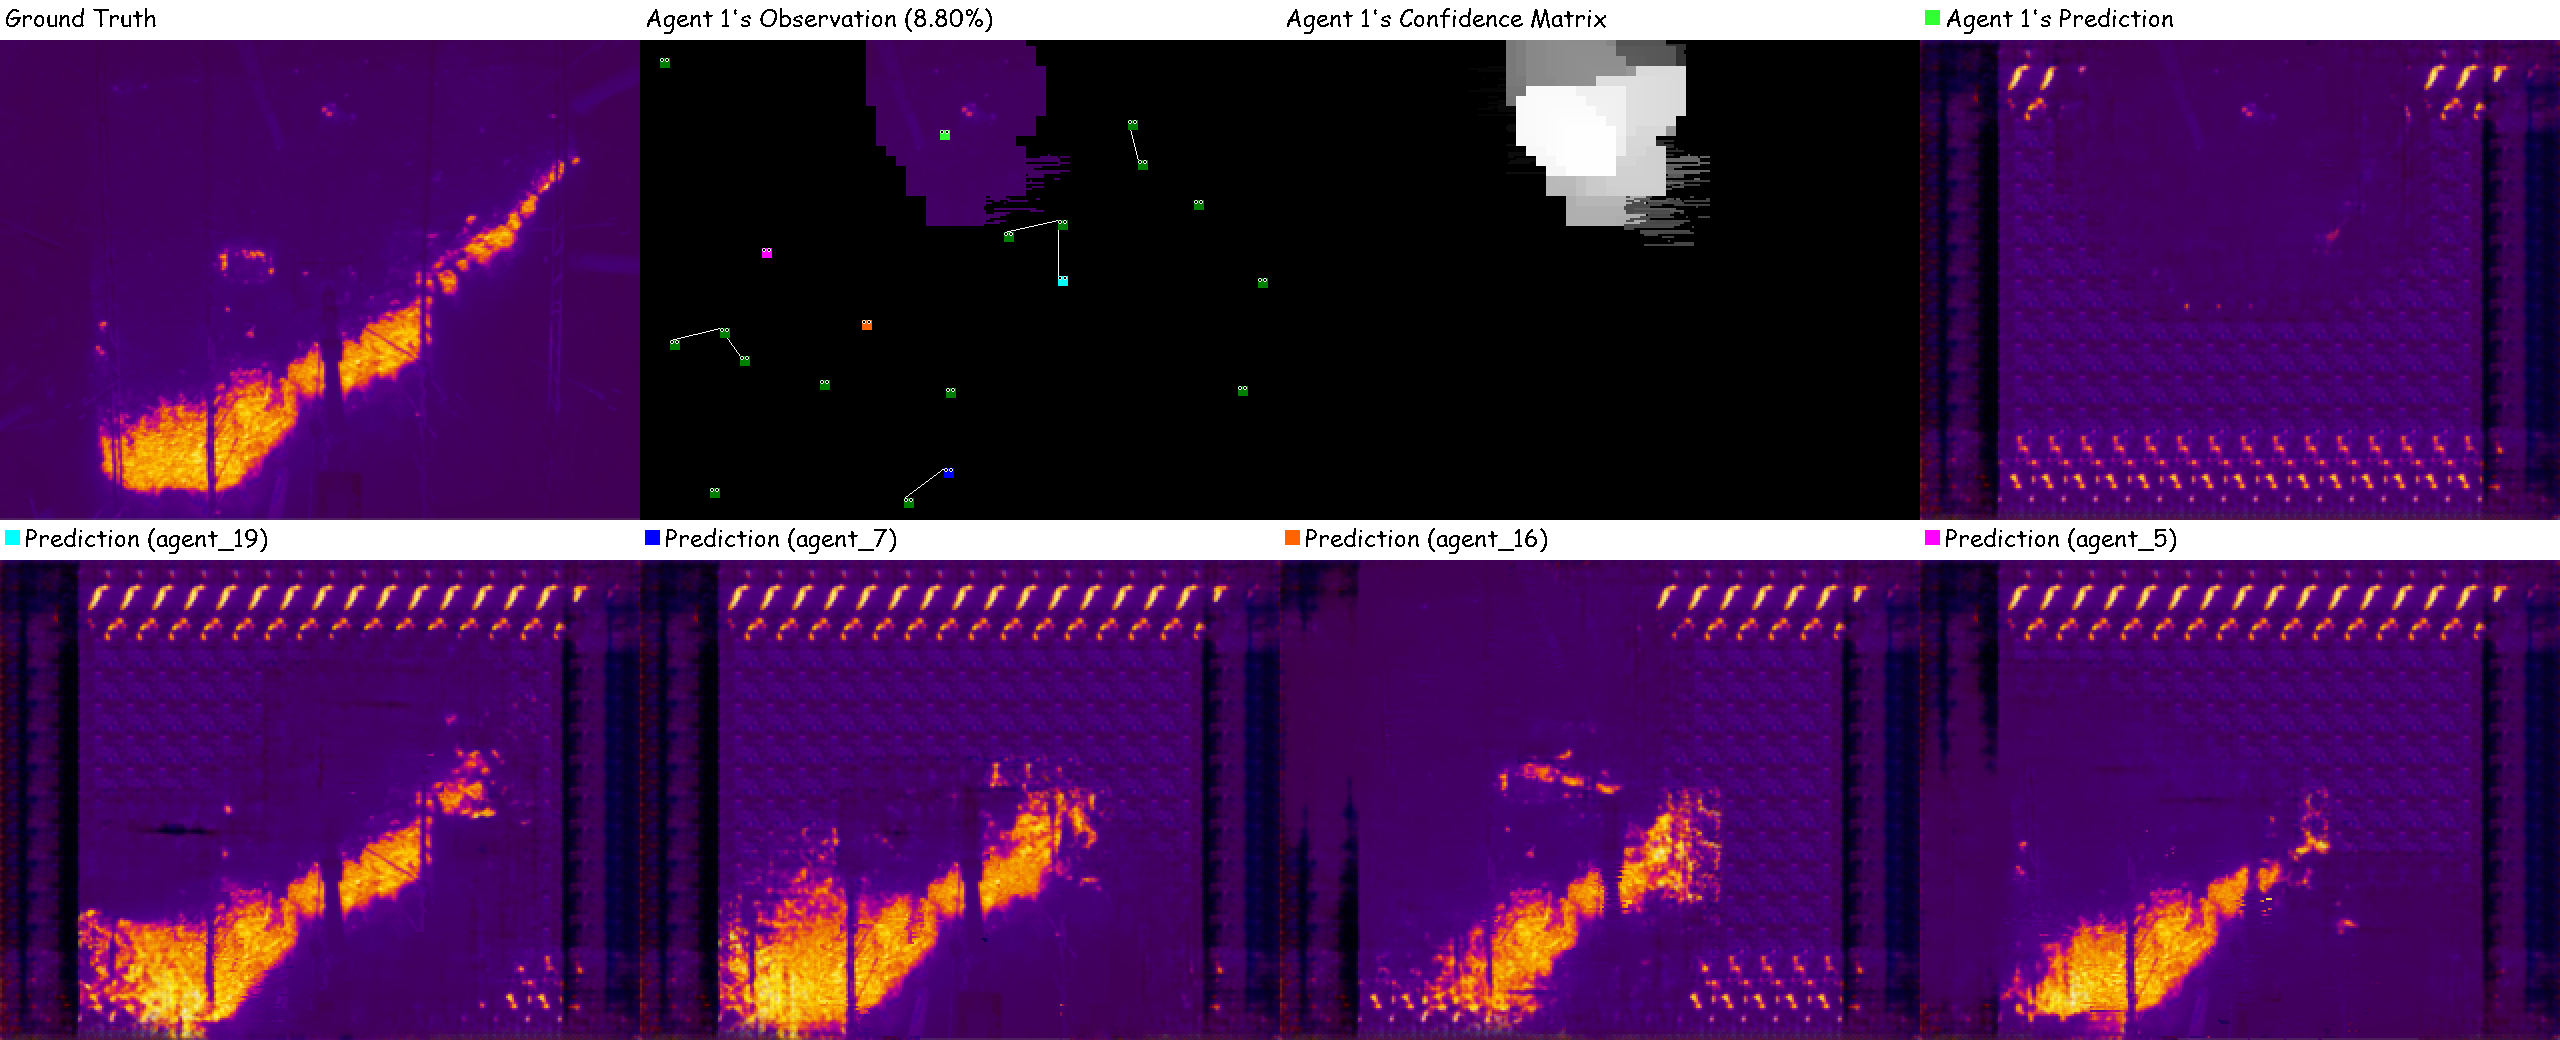 Ground Truth
Agent 1's Observation (8.80%)
Agent 1's Confidence Matrix
Agent 1's Prediction
Prediction (agent_19)
Prediction (agent_7)
Prediction (agent_16)
Prediction (agent_5)